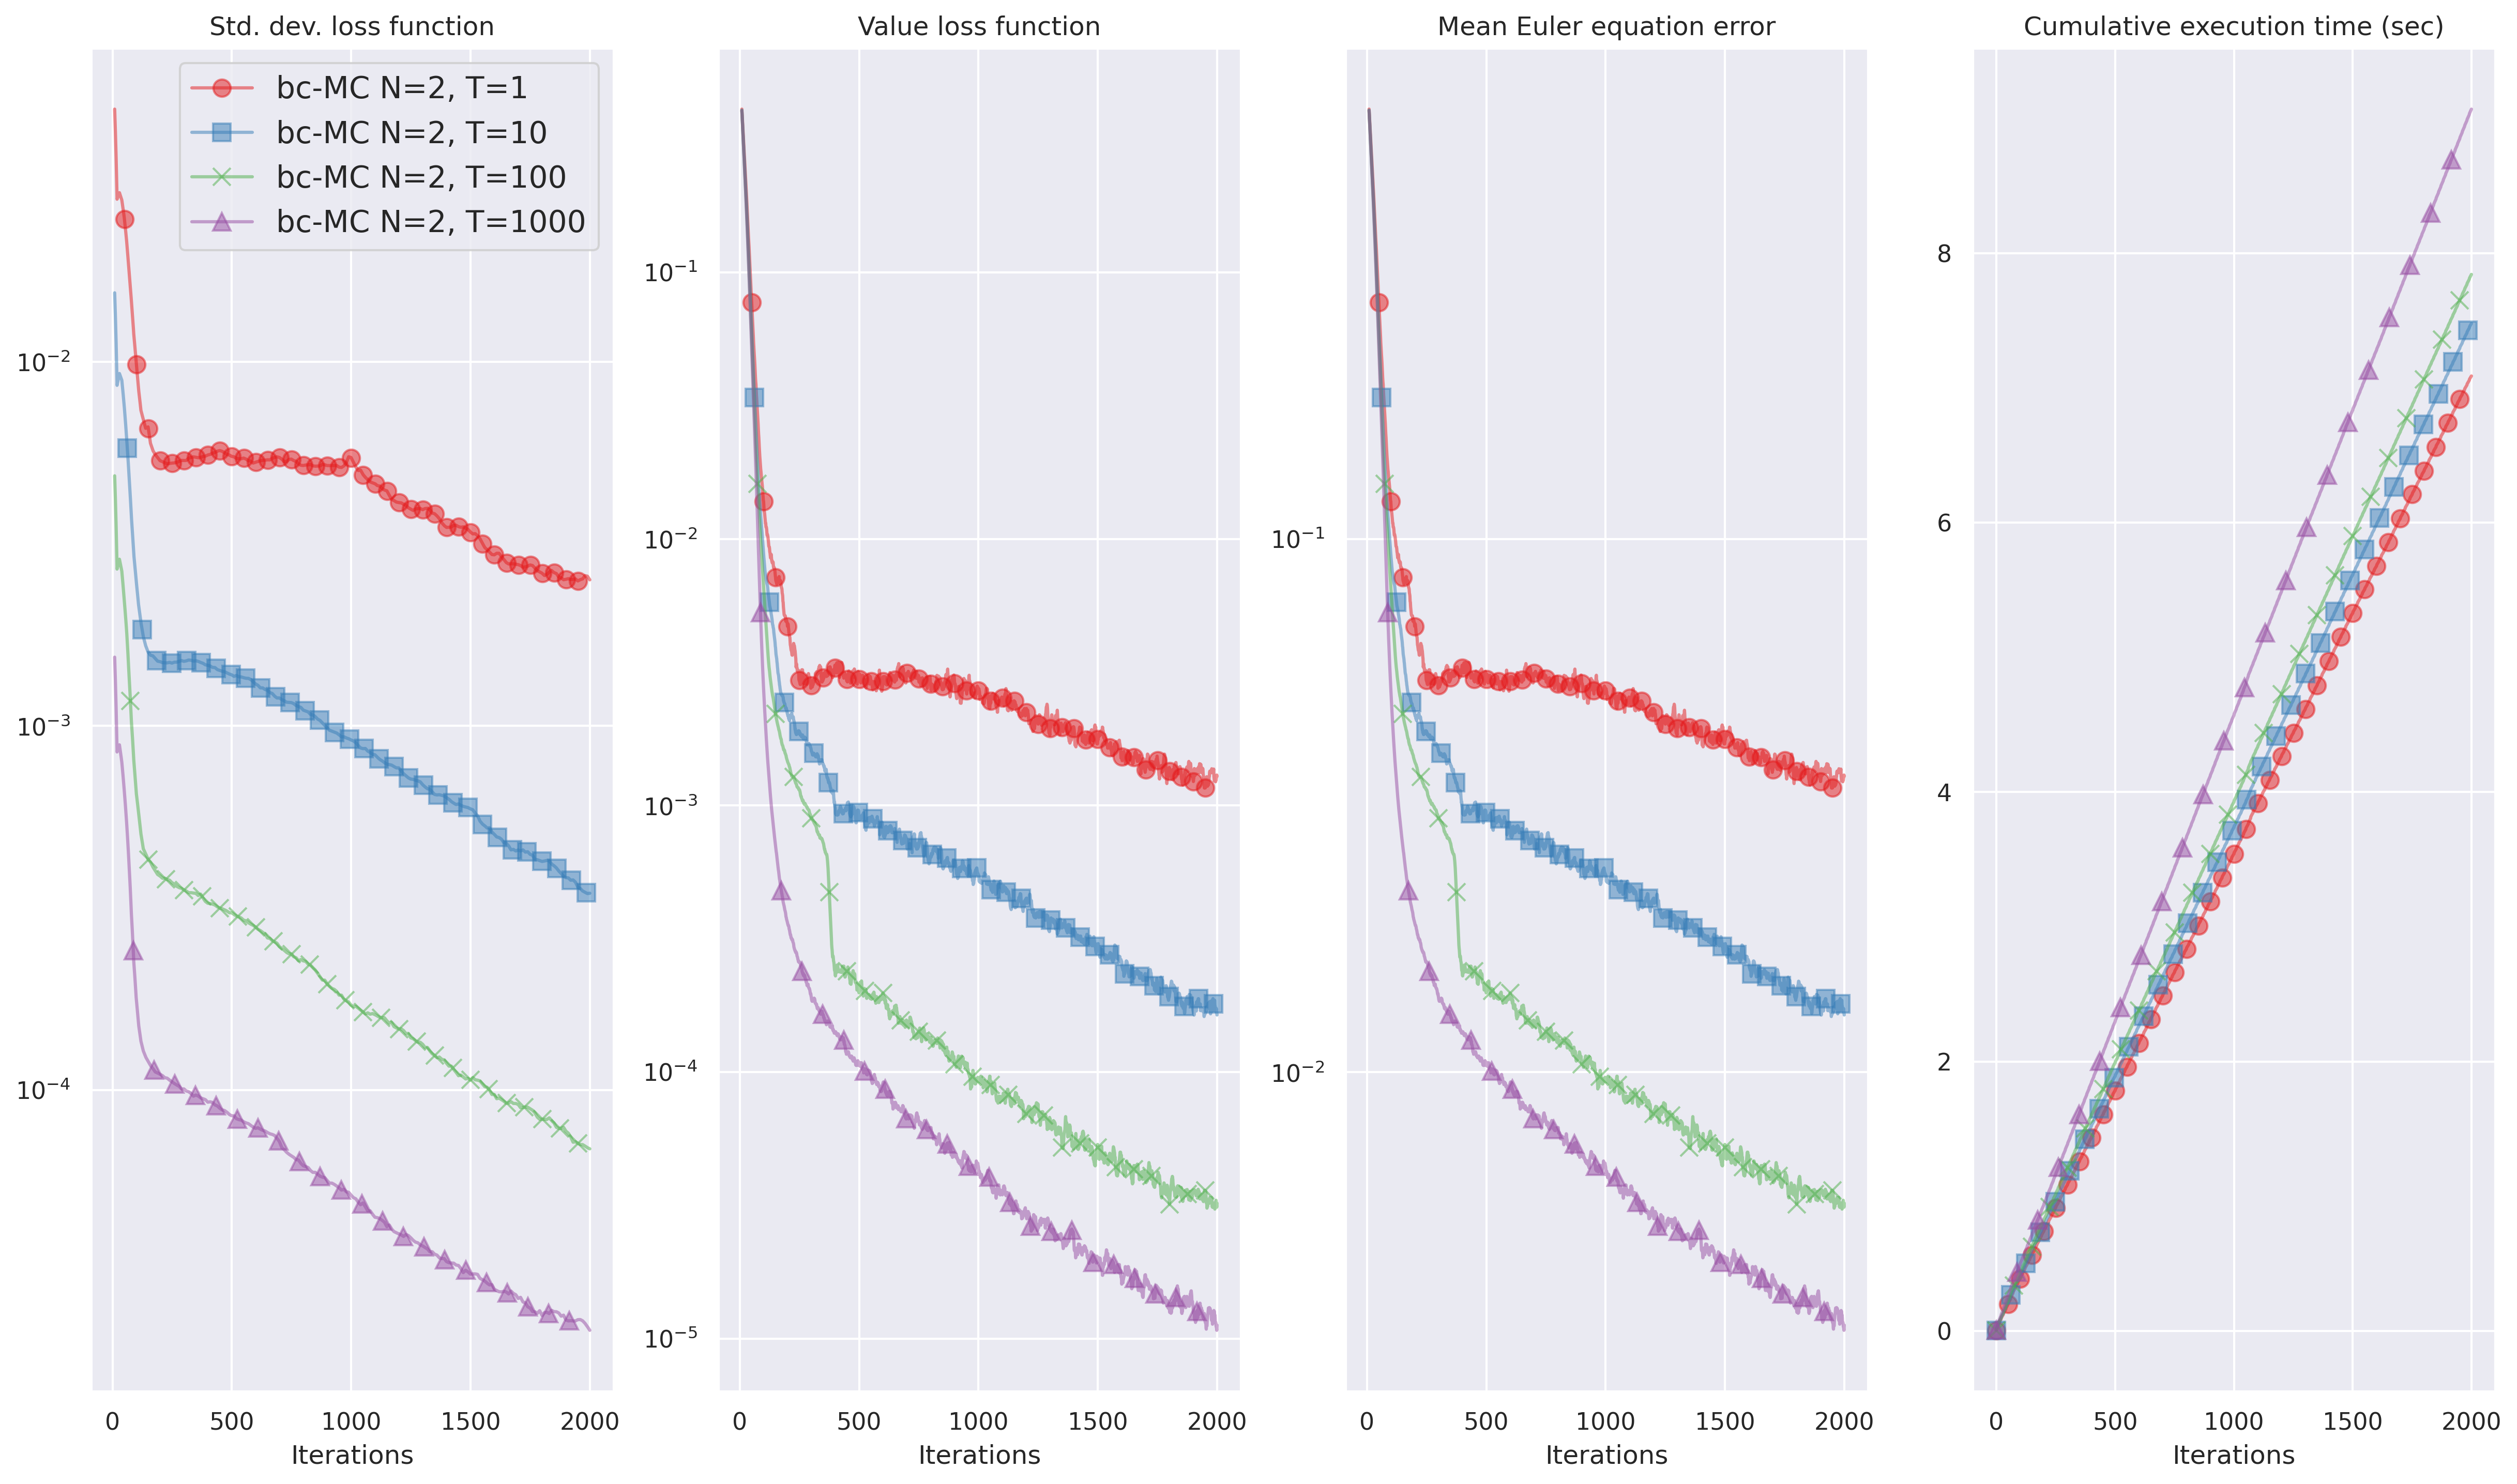 Std. dev. loss function
bc-MC N=2, T=1
bc-MC N=2, T=10
bc-MC N=2, T=100
bc-MC N=2, T=1000
10⁻²
10⁻³
10⁻⁴
0 500 1000 1500 2000
Iterations
Value loss function
10⁻¹
10⁻²
10⁻³
10⁻⁴
10⁻⁵
0 500 1000 1500 2000
Iterations
Mean Euler equation error
10⁻¹
10⁻²
0 500 1000 1500 2000
Iterations
Cumulative execution time (sec)
8
6
4
2
0
0 500 1000 1500 2000
Iterations